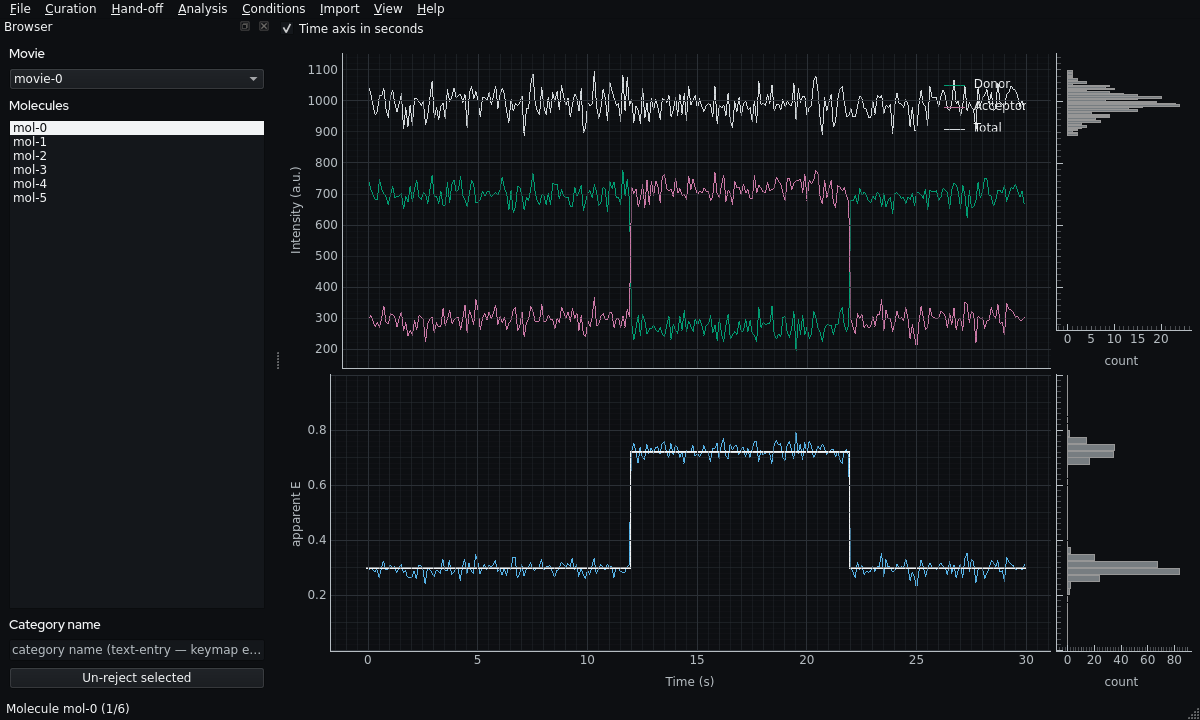 File Curation Hand-off Analysis Conditions Import View Help
Browser
Time axis in seconds
Movie
movie-0
Molecules
mol-0
mol-1
mol-2
mol-3
mol-4
mol-5
Category name
category name (text-entry — keymap e...
Un-reject selected
Molecule mol-0 (1/6)
1100
1000
900
800
700
600
500
400
300
200
Intensity (a.u.)
Donor
Acceptor
Total
0 5 10 15 20
count
0.8
0.6
0.4
0.2
apparent E
0 5 10 15 20 25 30
Time (s)
0 20 40 60 80
count